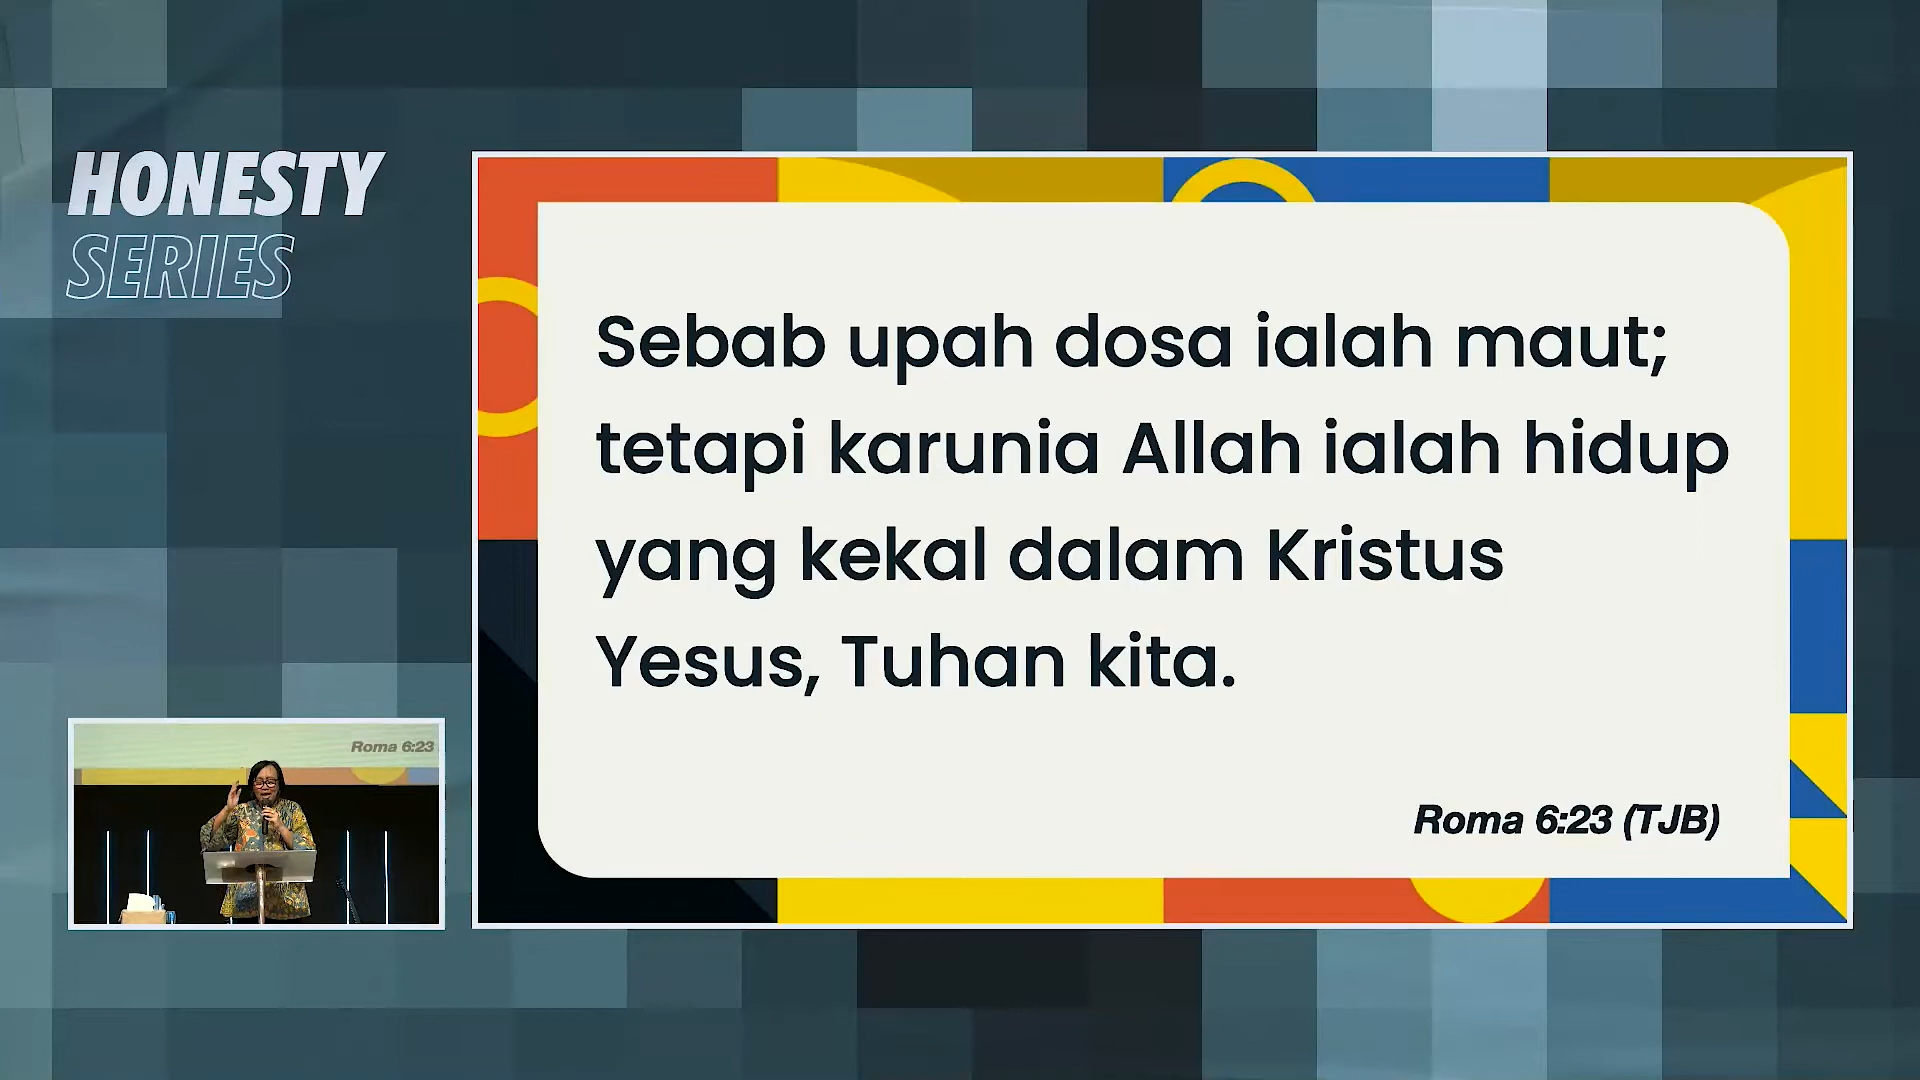 HONESTY
SERIES
Sebab upah dosa ialah maut;
tetapi karunia Allah ialah hidup
yang kekal dalam Kristus
Yesus, Tuhan kita.
Roma 6:23 (TJB)
Roma 6:23